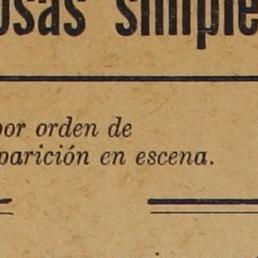 osas simple
por orden de
parición en escena.